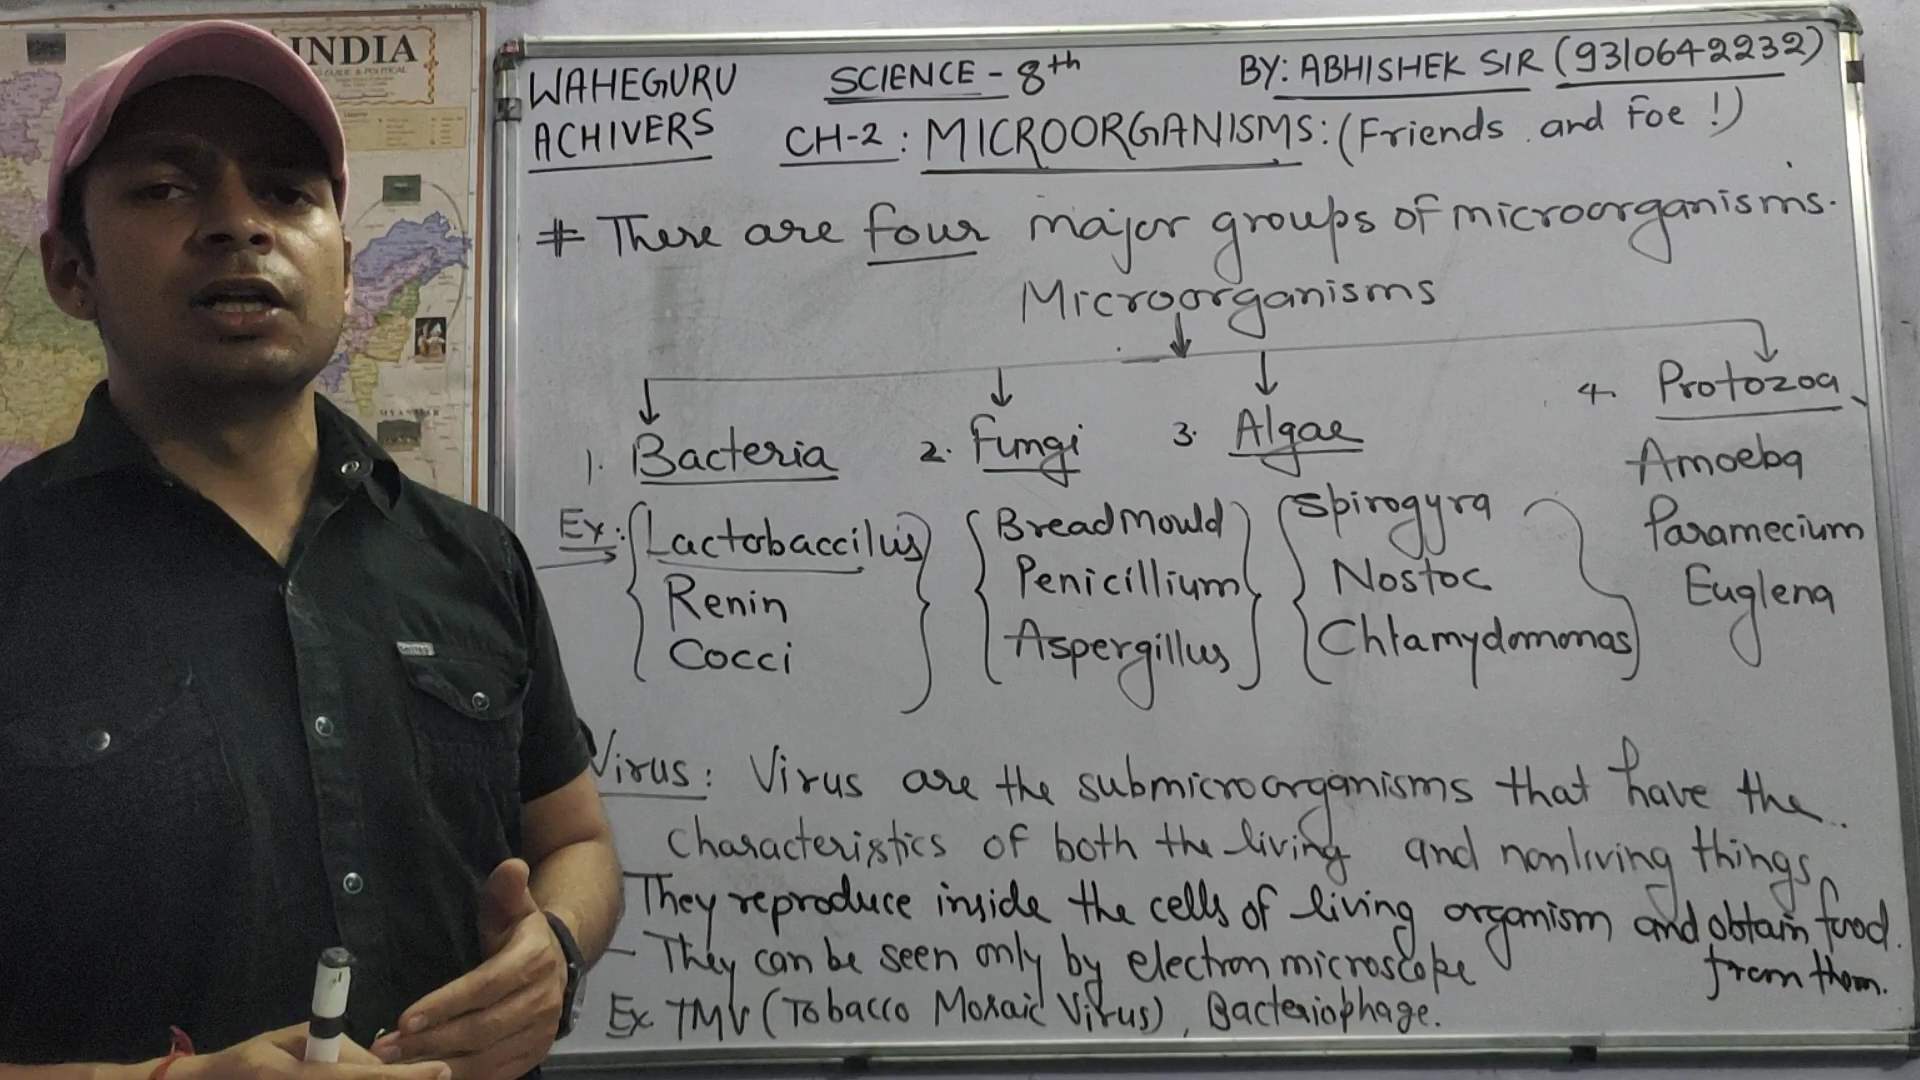 INDIA
WAHEGURU
ACHIVERS
SCIENCE - 8th
BY: ABHISHEK SIR (9310642232)
CH-2 : MICROORGANISMS: (Friends and Foe !)
# There are four major groups of microorganisms.
Microorganisms
1. Bacteria
2. Fungi
3. Algae
4. Protozoa
Ex: Lactobaccilus
Renin
Cocci
BreadMould
Penicillium
Aspergillus
Spirogyra
Nostoc
Chlamydomonas
Amoeba
Paramecium
Euglena
Virus : Virus are the submicroorganisms that have the
characteristics of both the living and nonliving things.
They reproduce inside the cells of living organism and obtain food
from them.
- They can be seen only by electron microscope
Ex TMV (Tobacco Mosaic Virus), Bacteriophage.